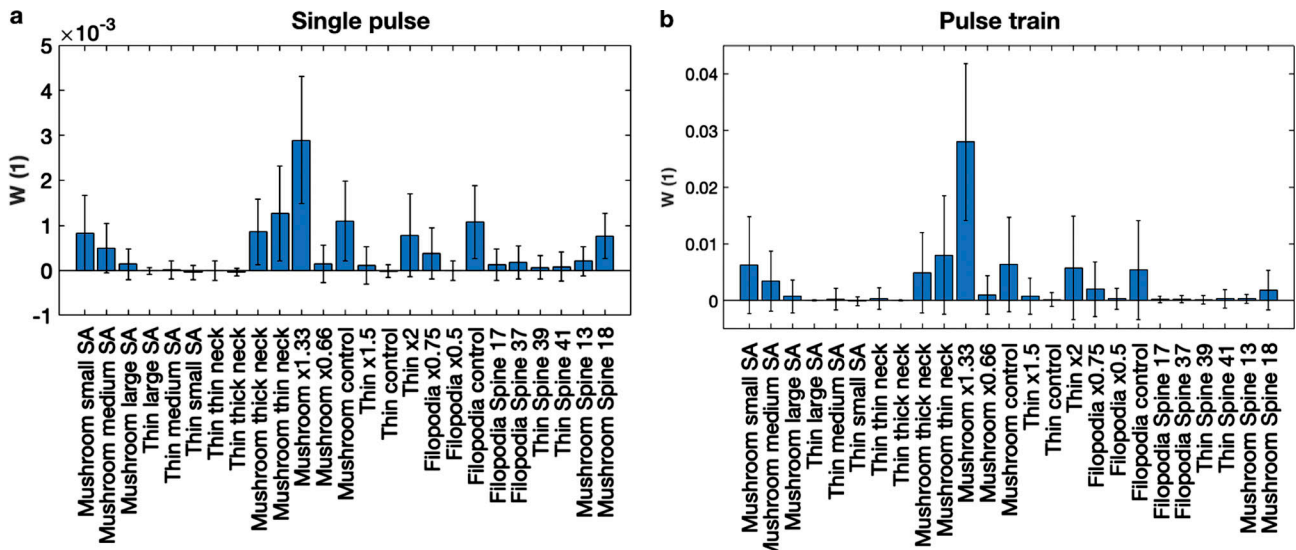 a
Single pulse
×10⁻³
5
4
3
2
1
0
-1
W (1)
Mushroom small SA
Mushroom medium SA
Mushroom large SA
Thin large SA
Thin medium SA
Thin small SA
Thin thin neck
Thin thick neck
Mushroom thick neck
Mushroom thin neck
Mushroom x1.33
Mushroom x0.66
Mushroom control
Thin x1.5
Thin control
Thin x2
Filopodia x0.75
Filopodia x0.5
Filopodia control
Filopodia Spine 17
Filopodia Spine 37
Thin Spine 39
Thin Spine 41
Mushroom Spine 13
Mushroom Spine 18
b
Pulse train
0.04
0.03
0.02
0.01
0
W (1)
Mushroom small SA
Mushroom medium SA
Mushroom large SA
Thin large SA
Thin medium SA
Thin small SA
Thin thin neck
Thin thick neck
Mushroom thick neck
Mushroom thin neck
Mushroom x1.33
Mushroom x0.66
Mushroom control
Thin x1.5
Thin control
Thin x2
Filopodia x0.75
Filopodia x0.5
Filopodia control
Filopodia Spine 17
Filopodia Spine 37
Thin Spine 39
Thin Spine 41
Mushroom Spine 13
Mushroom Spine 18